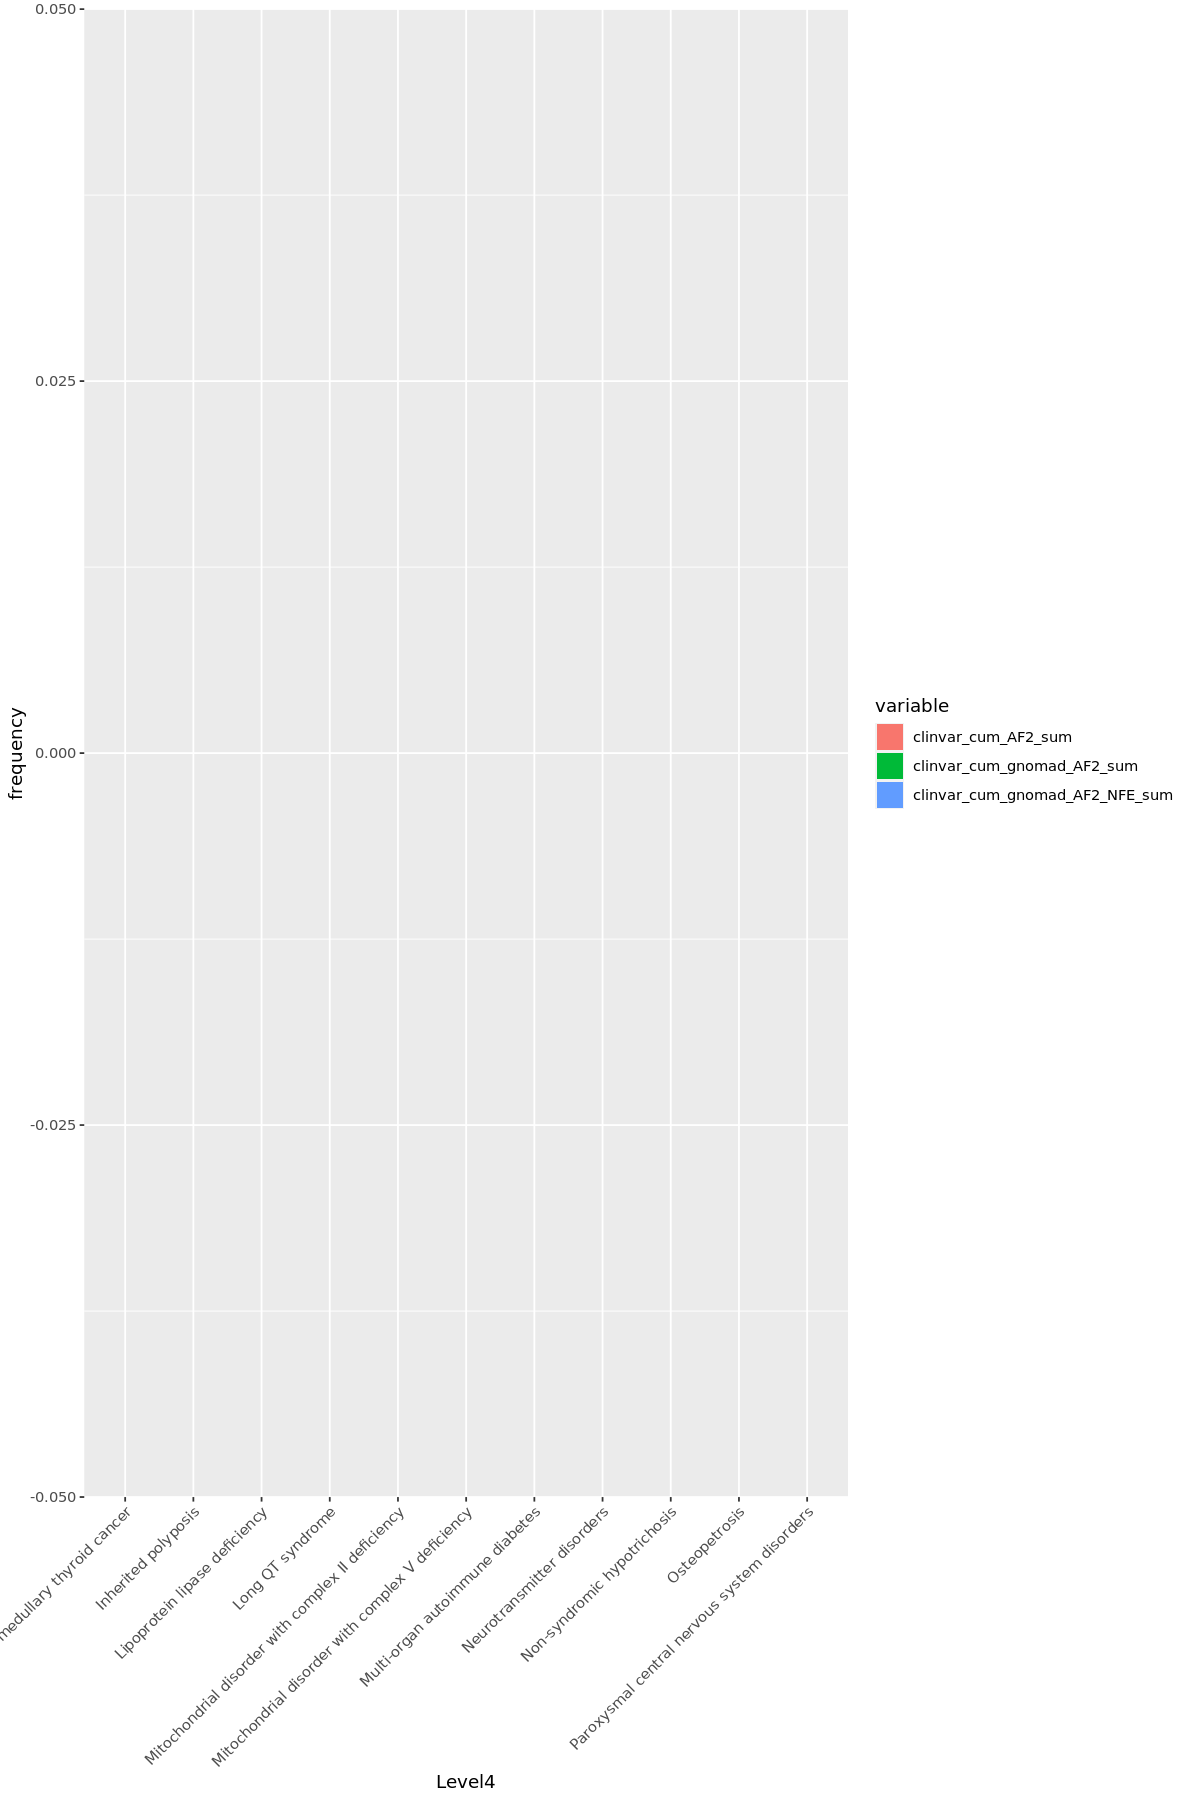 0.050
0.025
0.000
-0.025
-0.050
frequency
medullary thyroid cancer
Inherited polyposis
Lipoprotein lipase deficiency
Long QT syndrome
Mitochondrial disorder with complex II deficiency
Mitochondrial disorder with complex V deficiency
Multi-organ autoimmune diabetes
Neurotransmitter disorders
Non-syndromic hypotrichosis
Osteopetrosis
Paroxysmal central nervous system disorders
Level4
variable
clinvar_cum_AF2_sum
clinvar_cum_gnomad_AF2_sum
clinvar_cum_gnomad_AF2_NFE_sum